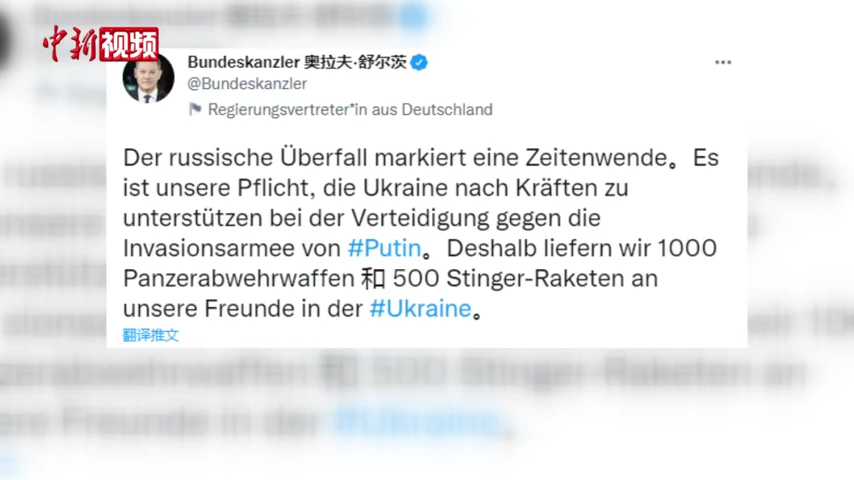 中新视频
Bundeskanzler 奥拉夫·舒尔茨
@Bundeskanzler
Regierungsvertreter*in aus Deutschland
Der russische Überfall markiert eine Zeitenwende。Es
ist unsere Pflicht, die Ukraine nach Kräften zu
unterstützen bei der Verteidigung gegen die
Invasionsarmee von #Putin。Deshalb liefern wir 1000
Panzerabwehrwaffen 和 500 Stinger-Raketen an
unsere Freunde in der #Ukraine。
翻译推文